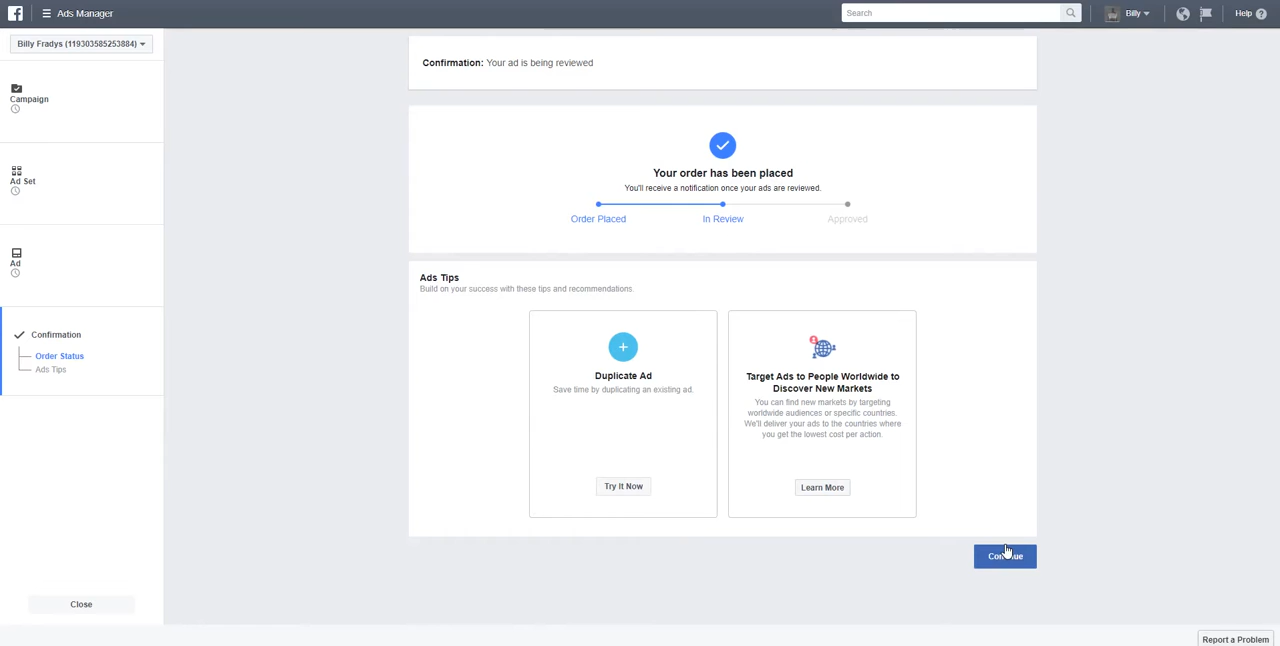 Ads Manager
Search
Billy
Help
Billy Fradys (119303585253884)
Campaign
Ad Set
Ad
Confirmation
Order Status
Ads Tips
Close
Confirmation: Your ad is being reviewed
Your order has been placed
You'll receive a notification once your ads are reviewed.
Order Placed
In Review
Approved
Ads Tips
Build on your success with these tips and recommendations.
Duplicate Ad
Save time by duplicating an existing ad.
Try It Now
Target Ads to People Worldwide to
Discover New Markets
You can find new markets by targeting
worldwide audiences or specific countries.
We'll deliver your ads to the countries where
you get the lowest cost per action.
Learn More
Continue
Report a Problem